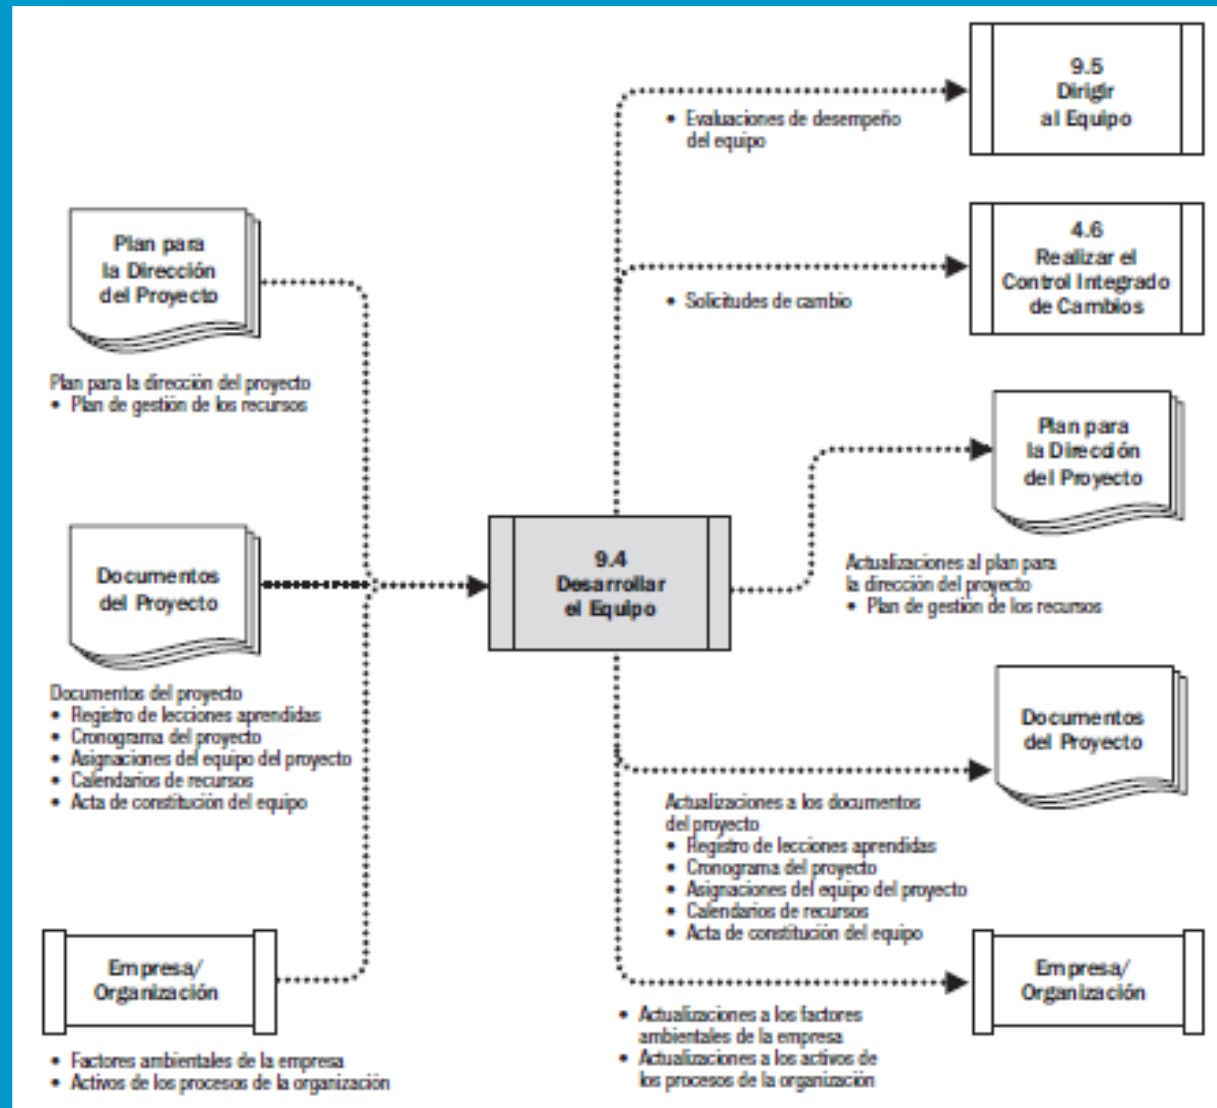 Plan para
la Dirección
del Proyecto
Plan para la dirección del proyecto
• Plan de gestión de los recursos
Documentos
del Proyecto
Documentos del proyecto
• Registro de lecciones aprendidas
• Cronograma del proyecto
• Asignaciones del equipo del proyecto
• Calendarios de recursos
• Acta de constitución del equipo
Empresa/
Organización
• Factores ambientales de la empresa
• Activos de los procesos de la organización
9.4
Desarrollar
el Equipo
• Evaluaciones de desempeño
del equipo
9.5
Dirigir
al Equipo
• Solicitudes de cambio
4.6
Realizar el
Control Integrado
de Cambios
Plan para
la Dirección
del Proyecto
Actualizaciones al plan para
la dirección del proyecto
• Plan de gestión de los recursos
Documentos
del Proyecto
Actualizaciones a los documentos
del proyecto
• Registro de lecciones aprendidas
• Cronograma del proyecto
• Asignaciones del equipo del proyecto
• Calendarios de recursos
• Acta de constitución del equipo
Empresa/
Organización
• Actualizaciones a los factores
ambientales de la empresa
• Actualizaciones a los activos de
los procesos de la organización